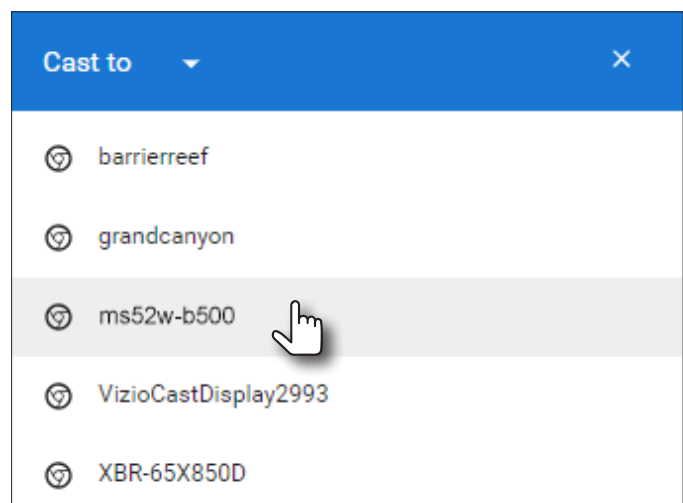 Cast to
barrierreef
grandcanyon
ms52w-b500
VizioCastDisplay2993
XBR-65X850D